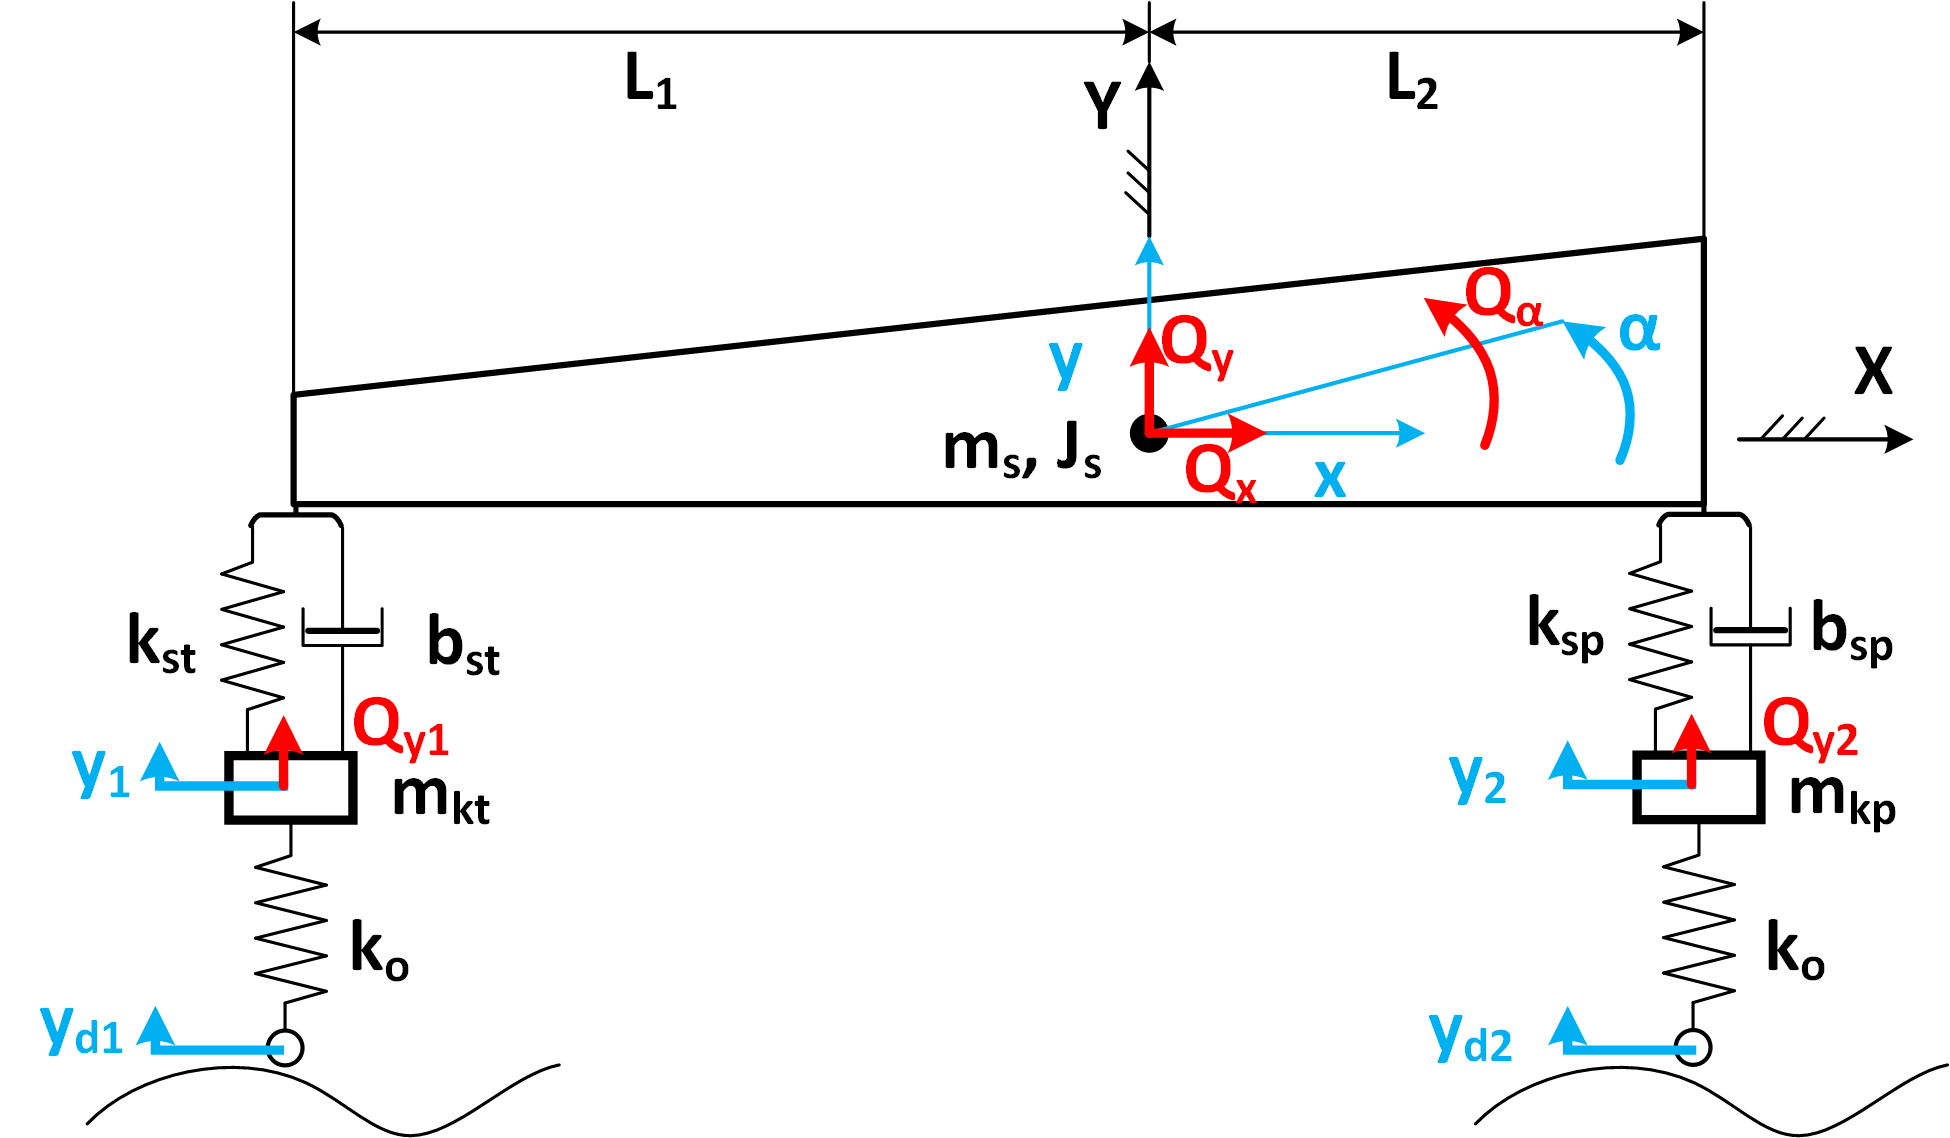 L₁
L₂
Y
Qα
α
Qy
y
X
mₛ, Jₛ
Qx
x
kst
bst
ksp
bsp
Qy1
y1
mkt
Qy2
y2
mkp
ko
ko
yd1
yd2